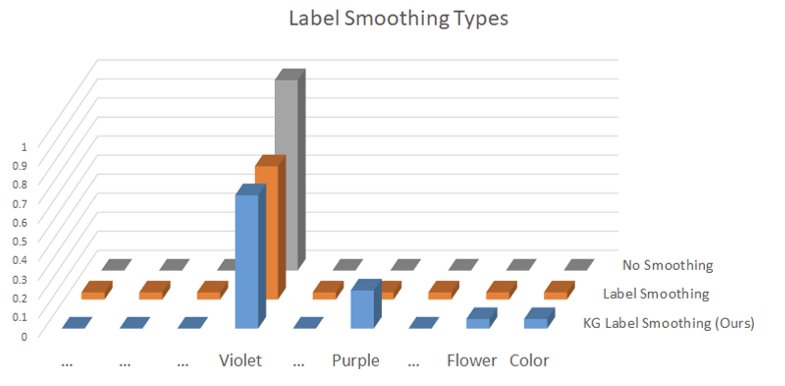 Label Smoothing Types
1
0.9
0.8
0.7
0.6
0.5
0.4
0.3
0.2
0.1
0
No Smoothing
Label Smoothing
KG Label Smoothing (Ours)
... ... ... Violet ... Purple ... Flower Color